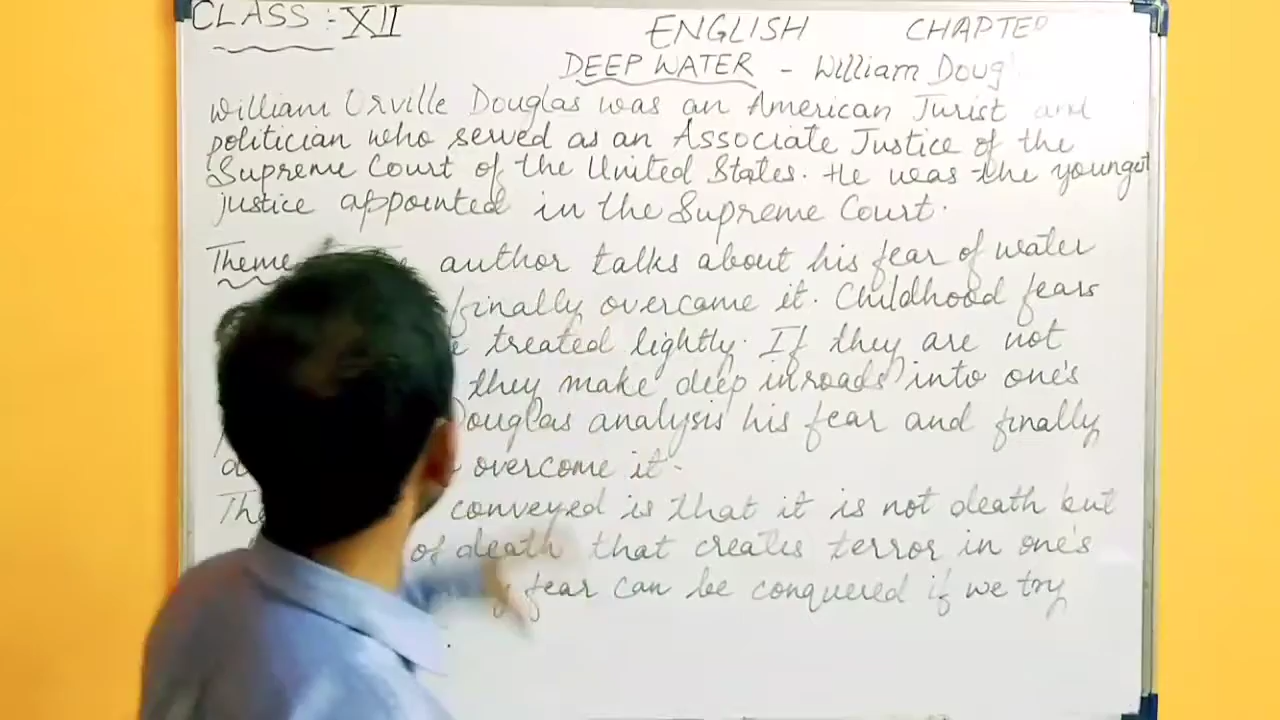 CLASS :- XII
ENGLISH CHAPTER
DEEP WATER - William Doug
William Orville Douglas was an American Jurist and
politician who served as an Associate Justice of the
Supreme Court of the United States. He was the youngest
justice appointed in the Supreme Court.
Theme author talks about his fear of water
finally overcame it. Childhood fears
treated lightly. If they are not
they make deep inroads into one's
Douglas analysis his fear and finally
overcome it.
conveyed is that it is not death but
of death that creates terror in one's
fear can be conquered if we try